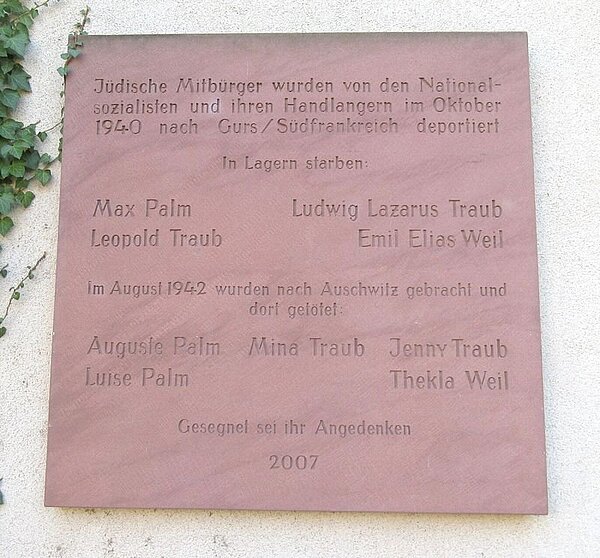 Jüdische Mitbürger wurden von den National-
sozialisten und ihren Handlangern im Oktober
1940 nach Gurs/Südfrankreich deportiert
In Lagern starben:
Max Palm Ludwig Lazarus Traub
Leopold Traub Emil Elias Weil
Im August 1942 wurden nach Auschwitz gebracht und
dort getötet:
Auguste Palm Mina Traub Jenny Traub
Luise Palm Thekla Weil
Gesegnet sei ihr Angedenken
2007